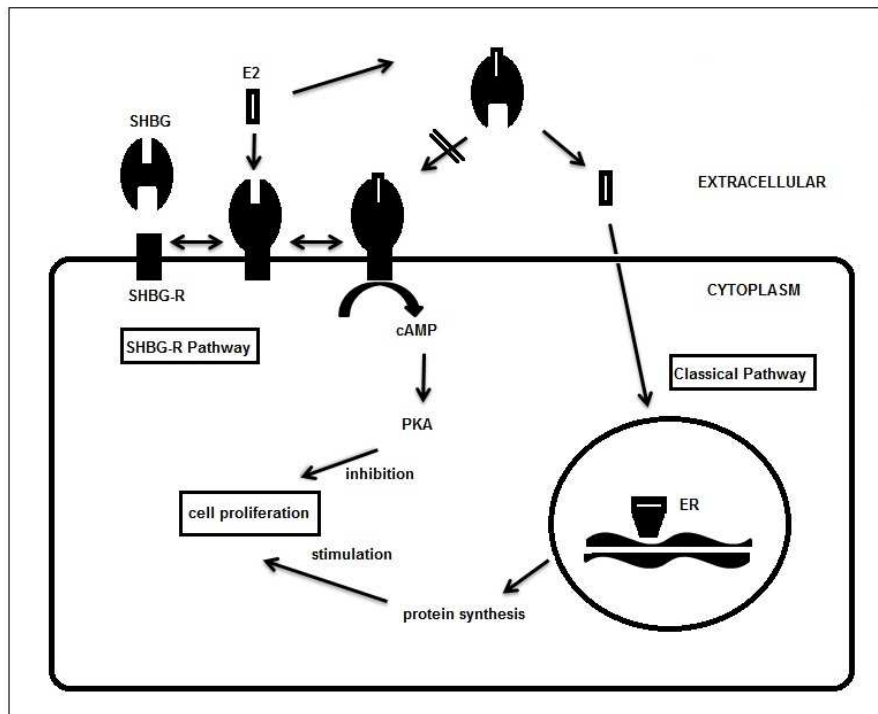 E2
SHBG
EXTRACELLULAR
SHBG-R
CYTOPLASM
cAMP
SHBG-R Pathway
Classical Pathway
PKA
inhibition
ER
cell proliferation
stimulation
protein synthesis